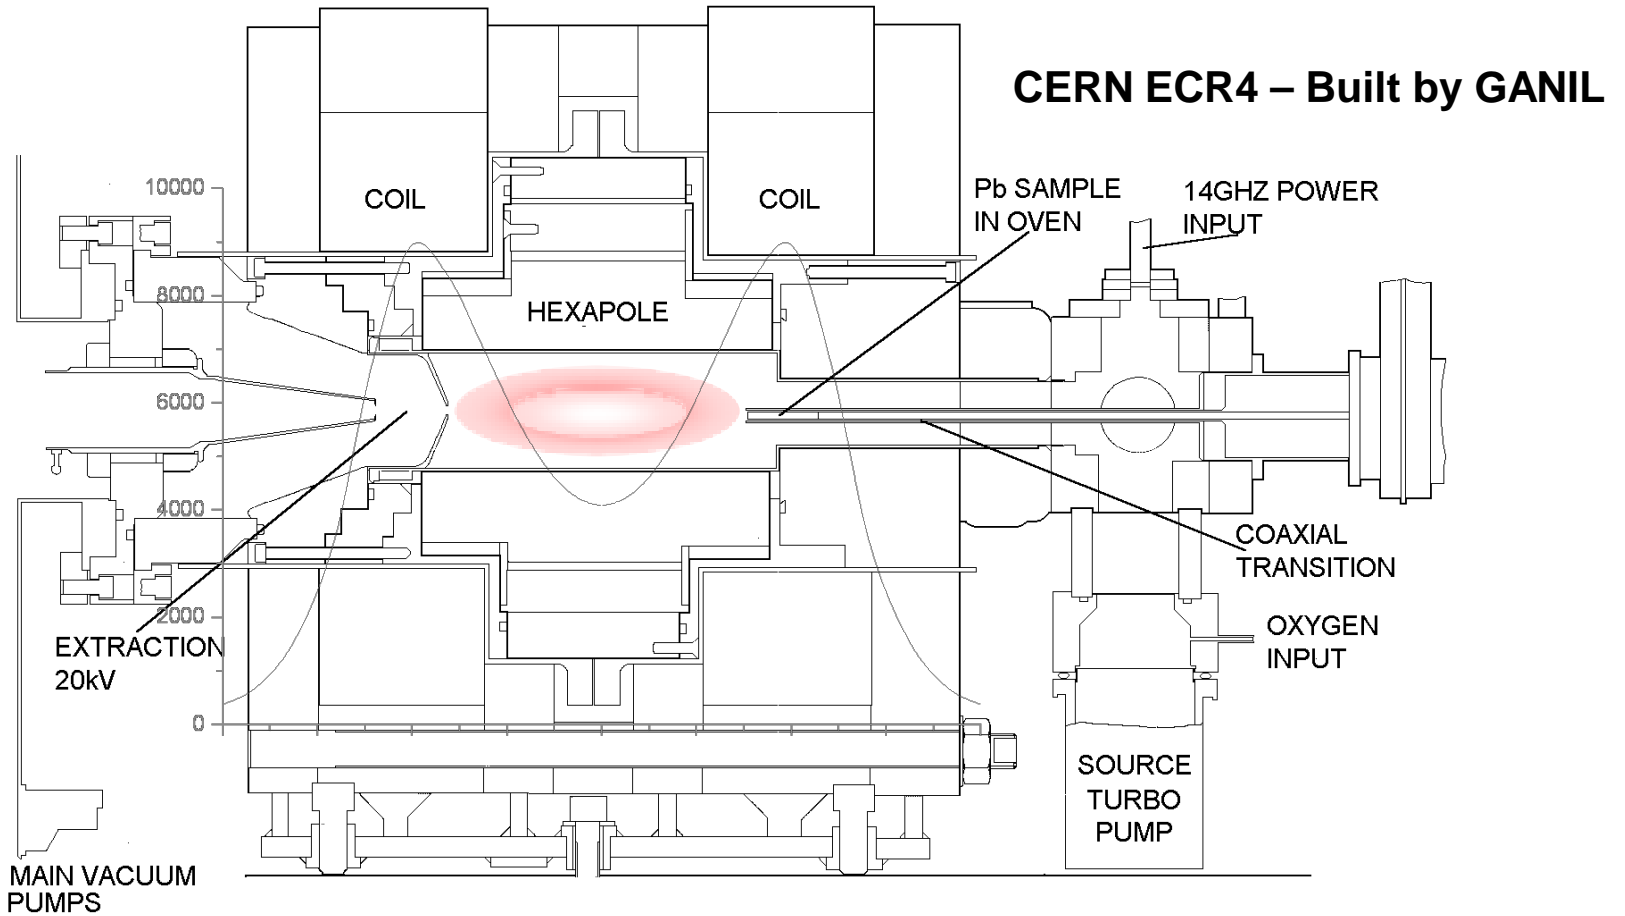 CERN ECR4 – Built by GANIL
Pb SAMPLE
IN OVEN
14GHZ POWER
INPUT
COIL
COIL
10000
8000
HEXAPOLE
6000
4000
COAXIAL
TRANSITION
2000
EXTRACTION
20kV
OXYGEN
INPUT
0
SOURCE
TURBO
PUMP
MAIN VACUUM
PUMPS